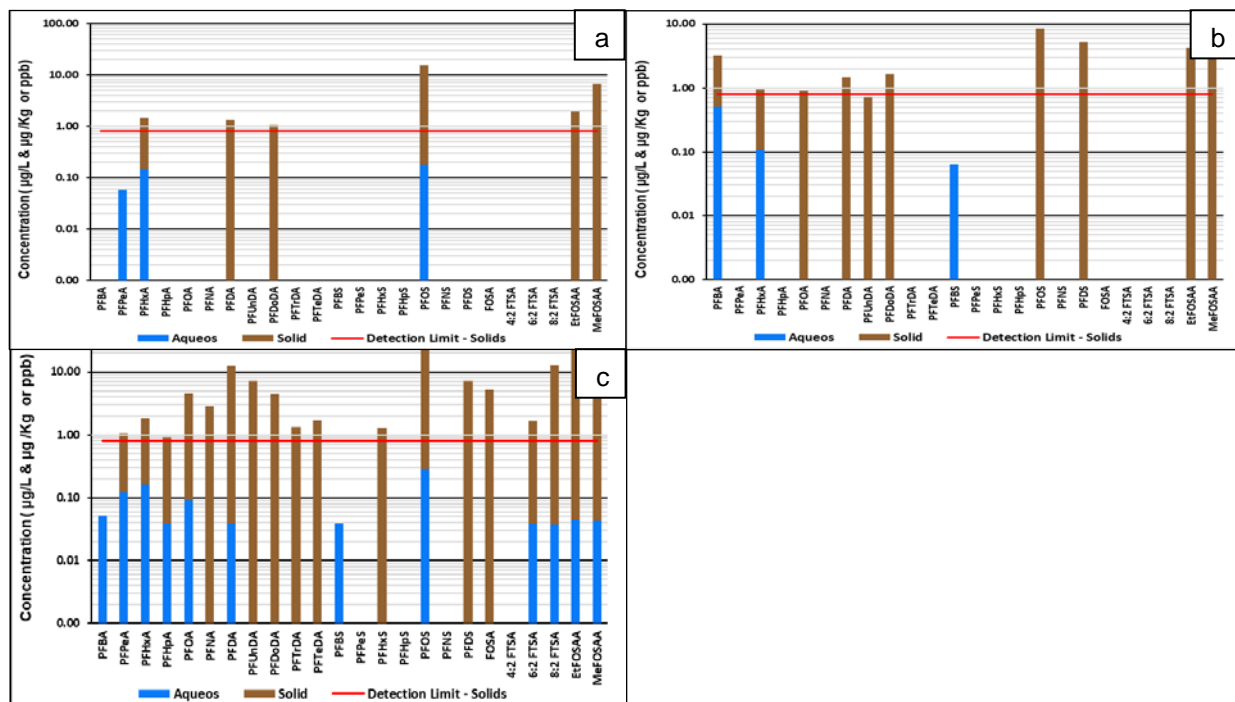 a
Concentration ( µg/L & µg /Kg or ppb)
100.00
10.00
1.00
0.10
0.01
0.00
PFBA
PFPeA
PFHxA
PFHpA
PFOA
PFNA
PFDA
PFUnDA
PFDoDA
PFTrDA
PFTeDA
PFBS
PFPeS
PFHxS
PFHpS
PFOS
PFNS
PFDS
FOSA
4:2 FTSA
6:2 FTSA
8:2 FTSA
EtFOSAA
MeFOSAA
Aqueos Solid Detection Limit - Solids
b
Concentration ( µg/L & µg /Kg or ppb)
10.00
1.00
0.10
0.01
0.00
PFBA
PFPeA
PFHxA
PFHpA
PFOA
PFNA
PFDA
PFUnDA
PFDoDA
PFTrDA
PFTeDA
PFBS
PFPeS
PFHxS
PFHpS
PFOS
PFNS
PFDS
FOSA
4:2 FTSA
6:2 FTSA
8:2 FTSA
EtFOSAA
MeFOSAA
Aqueos Solid Detection Limit - Solids
c
Concentration ( µg/L & µg /Kg or ppb)
10.00
1.00
0.10
0.01
0.00
PFBA
PFPeA
PFHxA
PFHpA
PFOA
PFNA
PFDA
PFUnDA
PFDoDA
PFTrDA
PFTeDA
PFBS
PFPeS
PFHxS
PFHpS
PFOS
PFNS
PFDS
FOSA
4:2 FTSA
6:2 FTSA
8:2 FTSA
EtFOSAA
MeFOSAA
Aqueos Solid Detection Limit - Solids